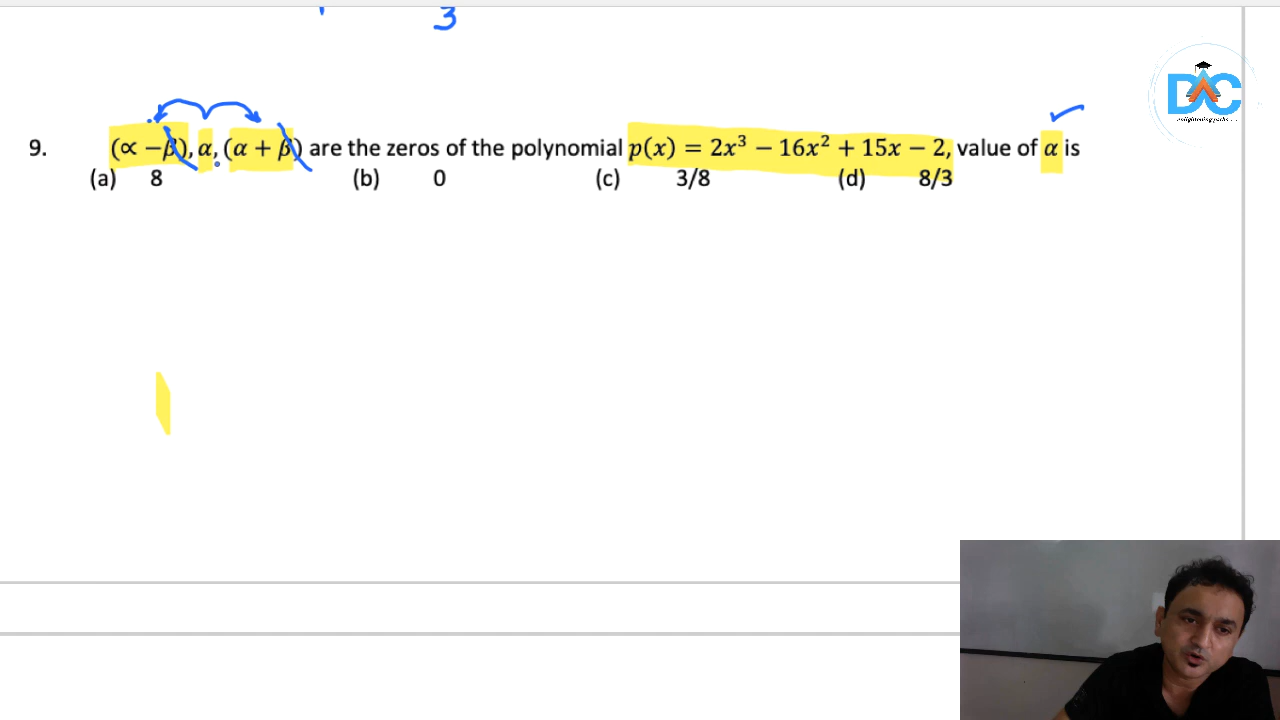 3
DAC
9. (∝ −β), α, (α + β) are the zeros of the polynomial p(x) = 2x³ − 16x² + 15x − 2, value of α is
(a) 8 (b) 0 (c) 3/8 (d) 8/3